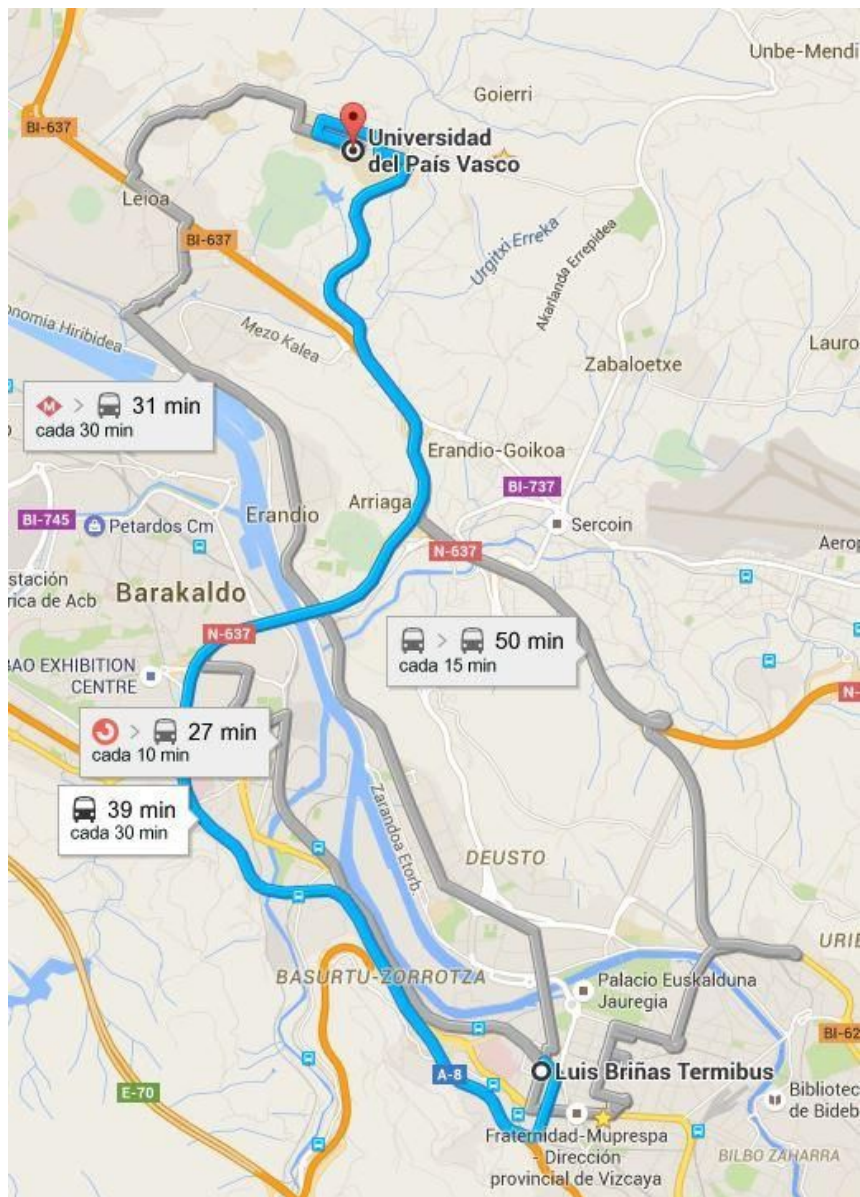 Unbe-Mendi
Goierri
BI-637
Universidad
del País Vasco
Leioa
BI-637
Urgitxi Erreka
Akarlanda Errepidea
onomia Hiribidea
Mezo Kalea
Lauro
Zabaloetxe
31 min
cada 30 min
Erandio-Goikoa
BI-737
Arriaga
BI-745
Petardos Cm
Erandio
Sercoin
N-637
Aerop
stación
rica de Acb
Barakaldo
N-637
50 min
cada 15 min
AO EXHIBITION
CENTRE
N-
27 min
cada 10 min
39 min
cada 30 min
Zarandoa Etorb.
DEUSTO
URIB
BASURTU-ZORROTZA
Palacio Euskalduna
Jauregia
BI-62
A-8
Luis Briñas Termibus
E-70
Bibliotec
de Bideb
Fraternidad-Muprespa
- Dirección
provincial de Vizcaya
BILBO ZAHARRA